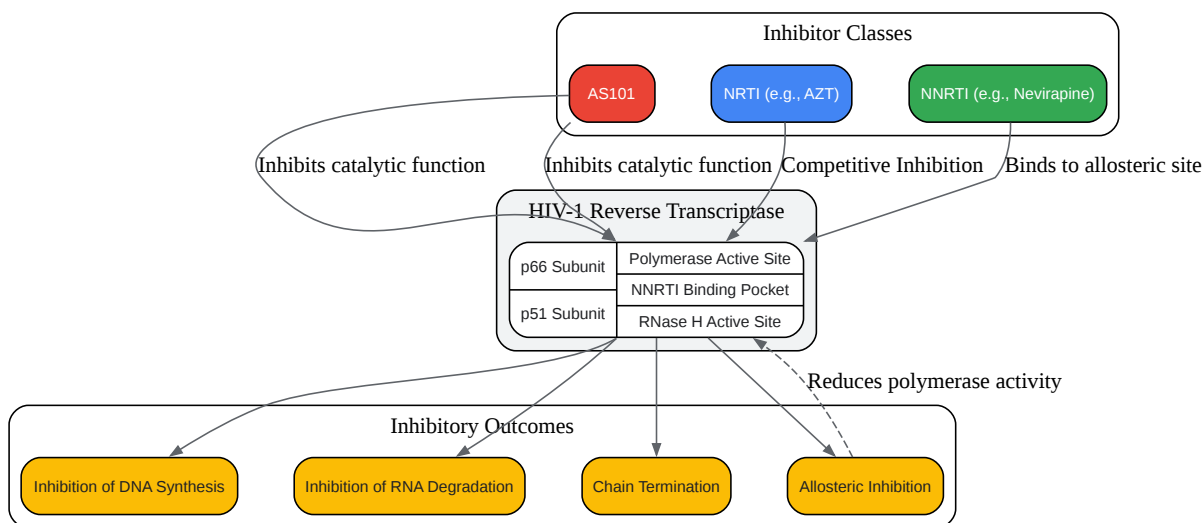 Inhibitor Classes
AS101
NRTI (e.g., AZT)
NNRTI (e.g., Nevirapine)
Inhibits catalytic function
Inhibits catalytic function
Competitive Inhibition
Binds to allosteric site
HIV-1 Reverse Transcriptase
p66 Subunit
p51 Subunit
Polymerase Active Site
NNRTI Binding Pocket
RNase H Active Site
Reduces polymerase activity
Inhibitory Outcomes
Inhibition of DNA Synthesis
Inhibition of RNA Degradation
Chain Termination
Allosteric Inhibition